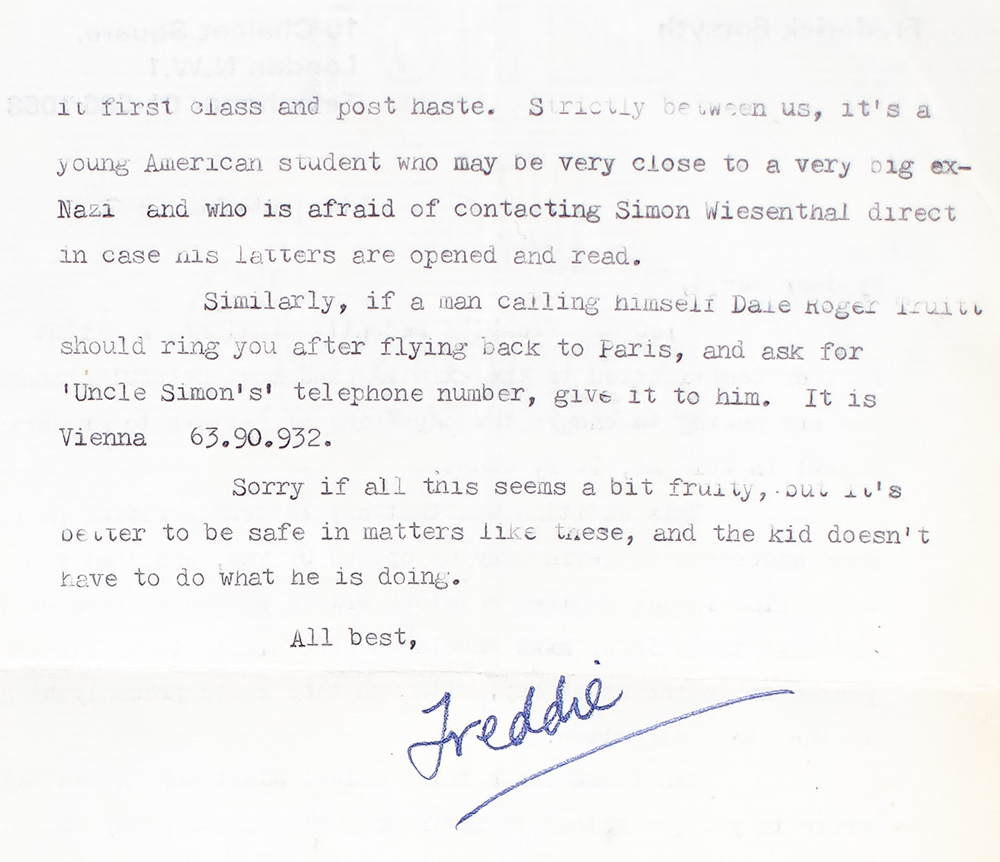 it first class and post haste. Strictly between us, it's a
young American student who may be very close to a very big ex-
Nazi and who is afraid of contacting Simon Wiesenthal direct
in case his latters are opened and read.
Similarly, if a man calling himself Dale Roger Truitt
should ring you after flying back to Paris, and ask for
'Uncle Simon's' telephone number, give it to him. It is
Vienna 63.90.932.
Sorry if all this seems a bit fruity, but it's
better to be safe in matters like these, and the kid doesn't
have to do what he is doing.
All best,
Freddie